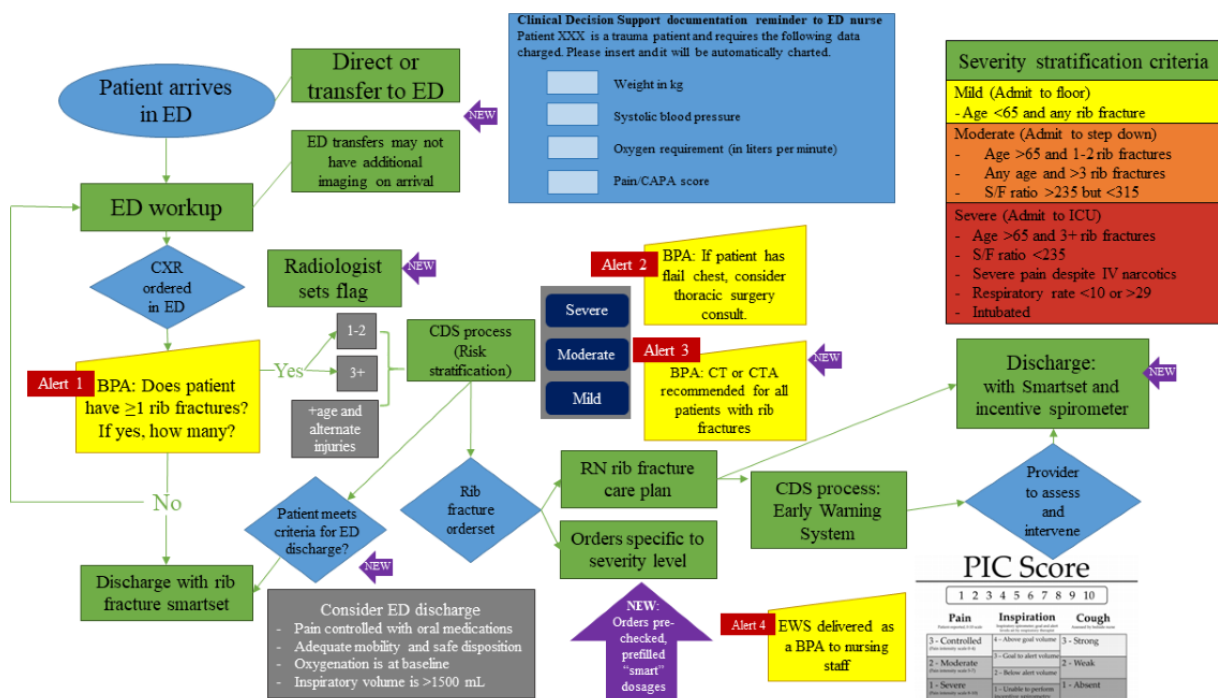 Patient arrives
in ED
Direct or
transfer to ED
NEW
ED transfers may not
have additional
imaging on arrival
ED workup
CXR
ordered
in ED
Alert 1
BPA: Does patient
have ≥1 rib fractures?
If yes, how many?
No
Yes
Discharge with rib
fracture smartset
Radiologist
sets flag
NEW
1-2
3+
+age and
alternate
injuries
CDS process
(Risk
stratification)
Patient meets
criteria for ED
discharge?
NEW
Consider ED discharge
- Pain controlled with oral medications
- Adequate mobility and safe disposition
- Oxygenation is at baseline
- Inspiratory volume is >1500 mL
Clinical Decision Support documentation reminder to ED nurse
Patient XXX is a trauma patient and requires the following data
charged. Please insert and it will be automatically charted.
Weight in kg
Systolic blood pressure
Oxygen requirement (in liters per minute)
Pain/CAPA score
Severe
Moderate
Mild
Alert 2
BPA: If patient has
flail chest, consider
thoracic surgery
consult.
Alert 3
BPA: CT or CTA
recommended for all
patients with rib
fractures
NEW
Rib
fracture
orderset
RN rib fracture
care plan
Orders specific to
severity level
NEW:
Orders pre-
checked,
prefilled
"smart"
dosages
CDS process:
Early Warning
System
Alert 4
EWS delivered as
a BPA to nursing
staff
Provider
to assess
and
intervene
Discharge:
with Smartset and
incentive spirometer
NEW
Severity stratification criteria
Mild (Admit to floor)
- Age <65 and any rib fracture
Moderate (Admit to step down)
- Age >65 and 1-2 rib fractures
- Any age and >3 rib fractures
- S/F ratio >235 but <315
Severe (Admit to ICU)
- Age >65 and 3+ rib fractures
- S/F ratio <235
- Severe pain despite IV narcotics
- Respiratory rate <10 or >29
- Intubated
PIC Score
1 2 3 4 5 6 7 8 9 10
Pain
Inspiration
Cough
3 - Controlled
4 - Above goal volume
3 - Strong
3 - Goal to alert volume
2 - Moderate
2 - Below alert volume
2 - Weak
1 - Severe
1 - Unable to perform
1 - Absent